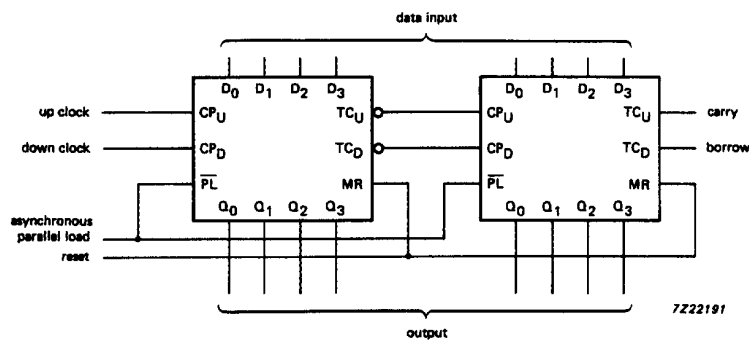 data input
D0 D1 D2 D3 D0 D1 D2 D3
up clock CPU TCU CPU TCU carry
down clock CPD TCD CPD TCD borrow
PL MR PL MR
Q0 Q1 Q2 Q3 Q0 Q1 Q2 Q3
asynchronous
parallel load
reset
7Z22191
output